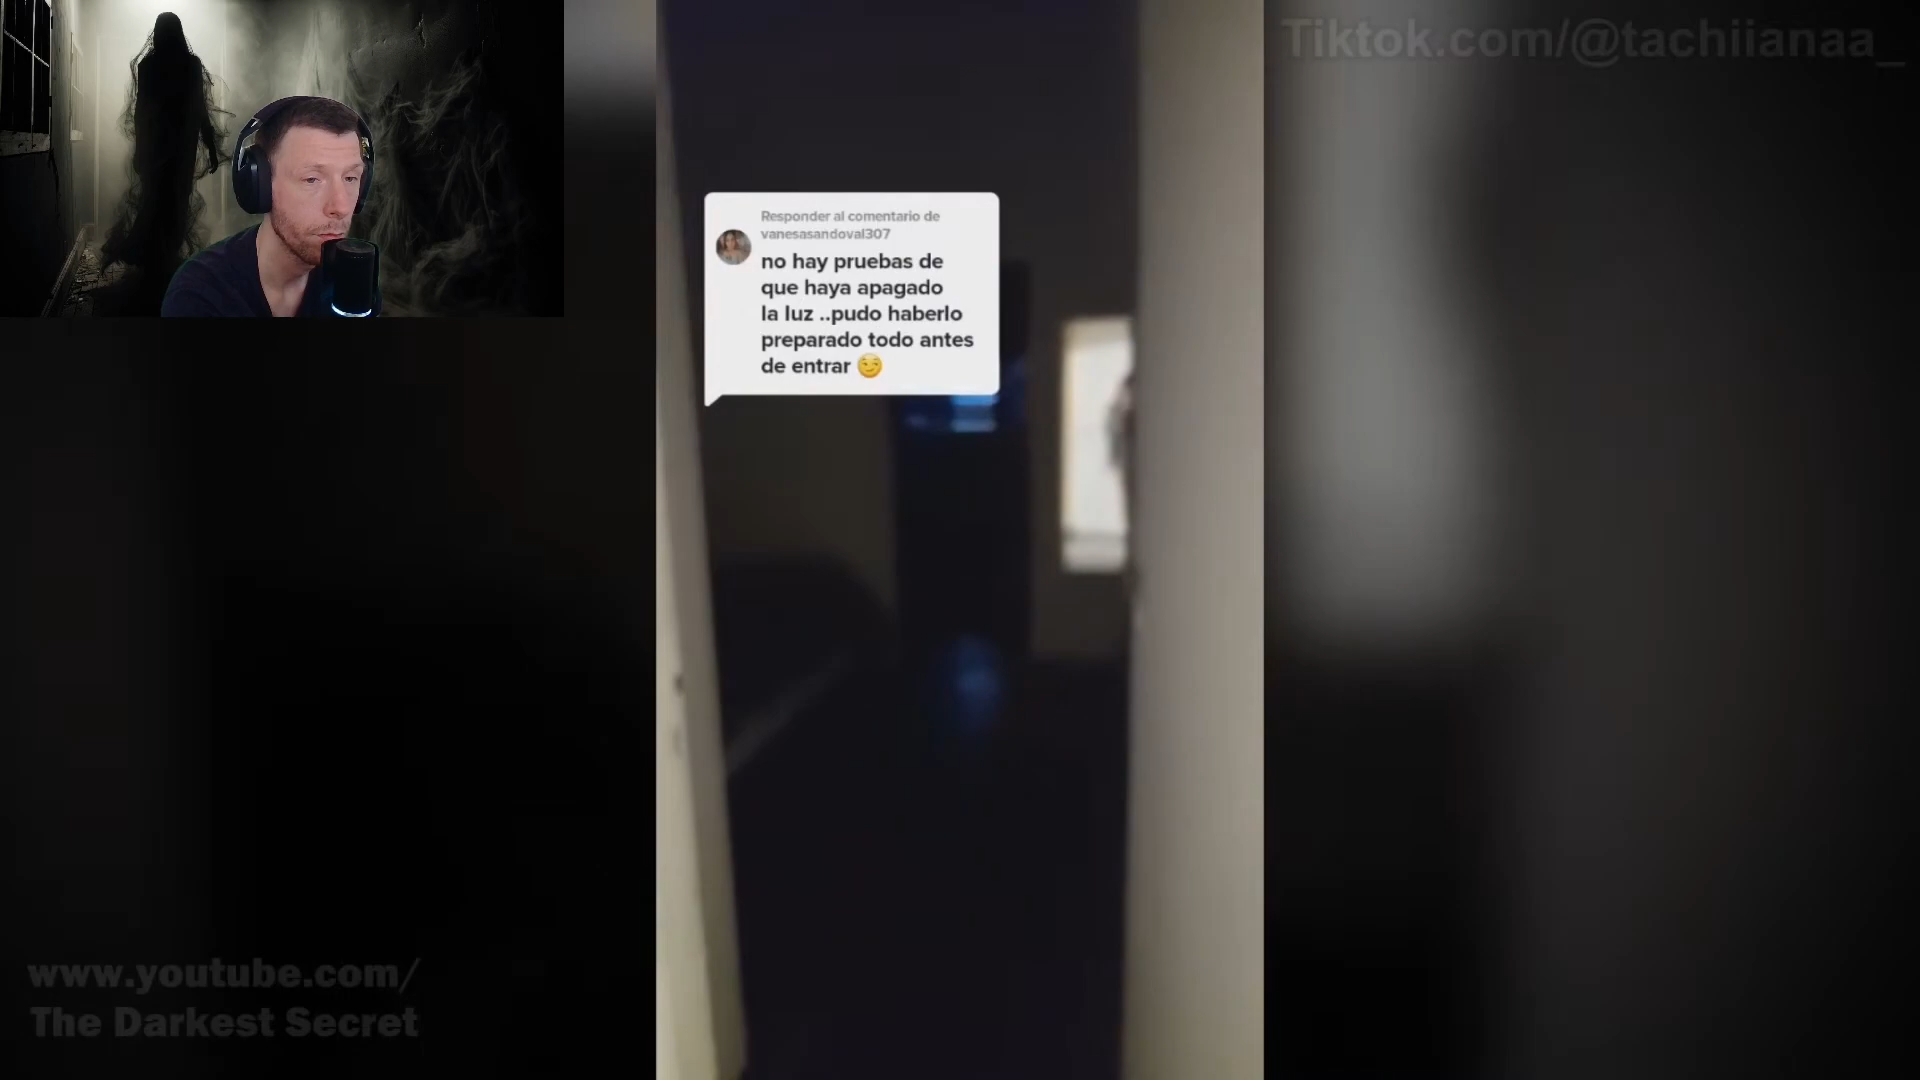 Tiktok.com/@tachiianaa_
Responder al comentario de
vanesasandoval307
no hay pruebas de
que haya apagado
la luz ..pudo haberlo
preparado todo antes
de entrar 😏
www.youtube.com/
The Darkest Secret